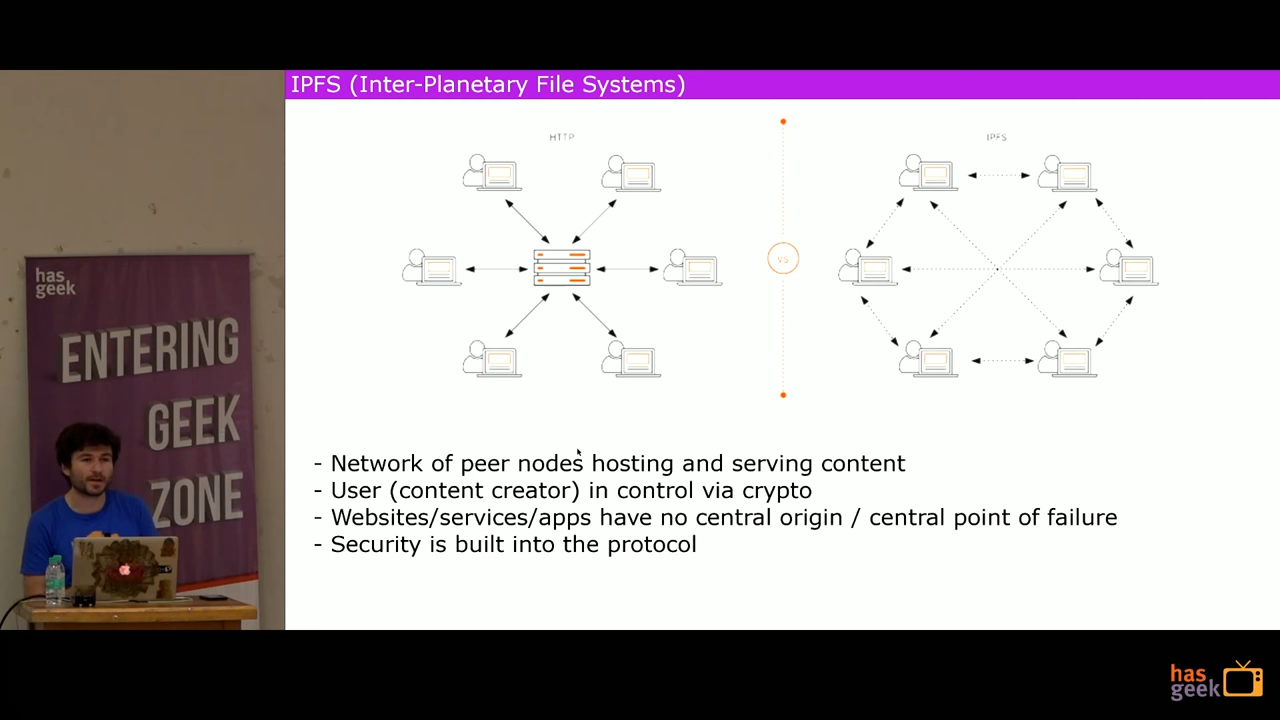 IPFS (Inter-Planetary File Systems)
HTTP
IPFS
VS
- Network of peer nodes hosting and serving content
- User (content creator) in control via crypto
- Websites/services/apps have no central origin / central point of failure
- Security is built into the protocol
has
geek
ENTERING
GEEK
ZONE
has
geek